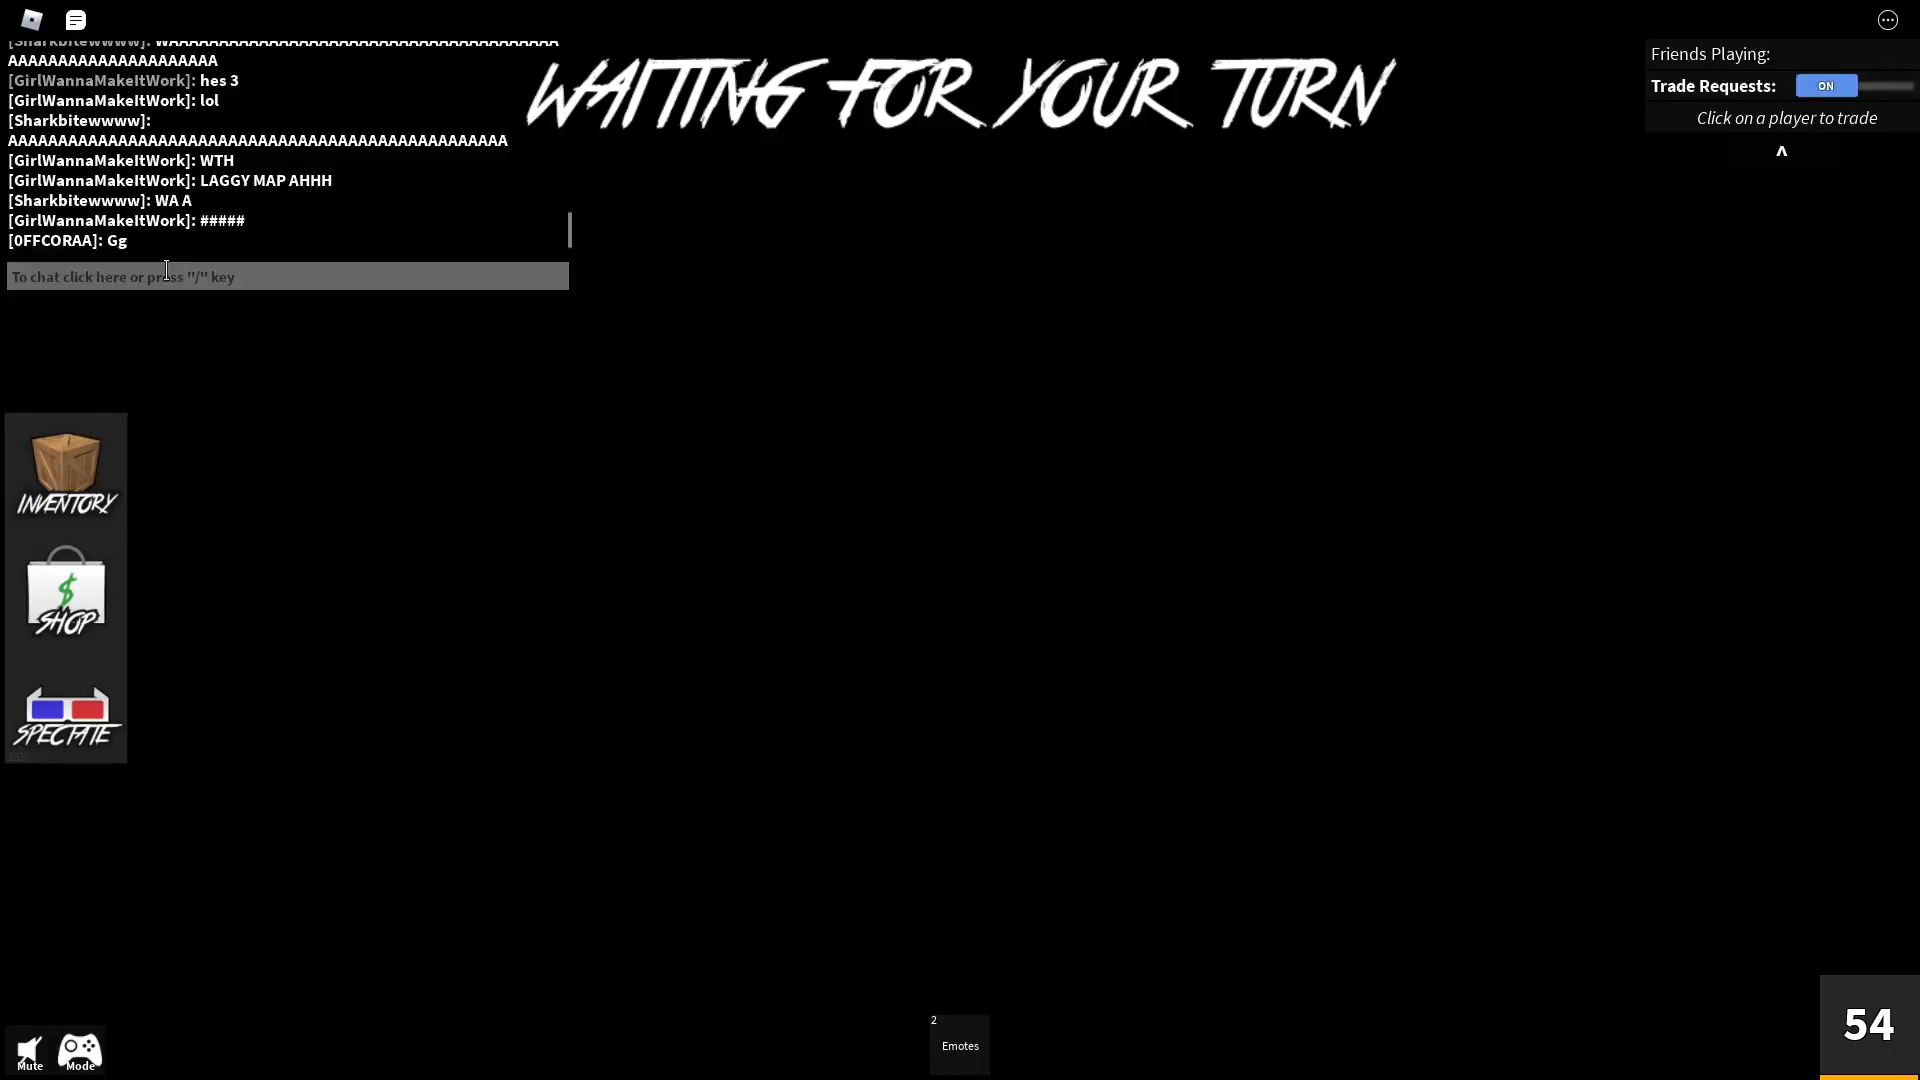 [Sharkbitewwww]: WAAAAAAAAAAAAAAAAAAAAAAAAAAAAAAAAAAAAAAA
AAAAAAAAAAAAAAAAAAAAA
[GirlWannaMakeItWork]: hes 3
[GirlWannaMakeItWork]: lol
[Sharkbitewwww]:
AAAAAAAAAAAAAAAAAAAAAAAAAAAAAAAAAAAAAAAAAAAAAAAAAA
[GirlWannaMakeItWork]: WTH
[GirlWannaMakeItWork]: LAGGY MAP AHHH
[Sharkbitewwww]: WA A
[GirlWannaMakeItWork]: #####
[0FFCORAA]: Gg
To chat click here or press "/" key
WAITING FOR YOUR TURN
Friends Playing:
Trade Requests: ON
Click on a player to trade
^
INVENTORY
$
SHOP
SPECTATE
Mute
Mode
2
Emotes
54